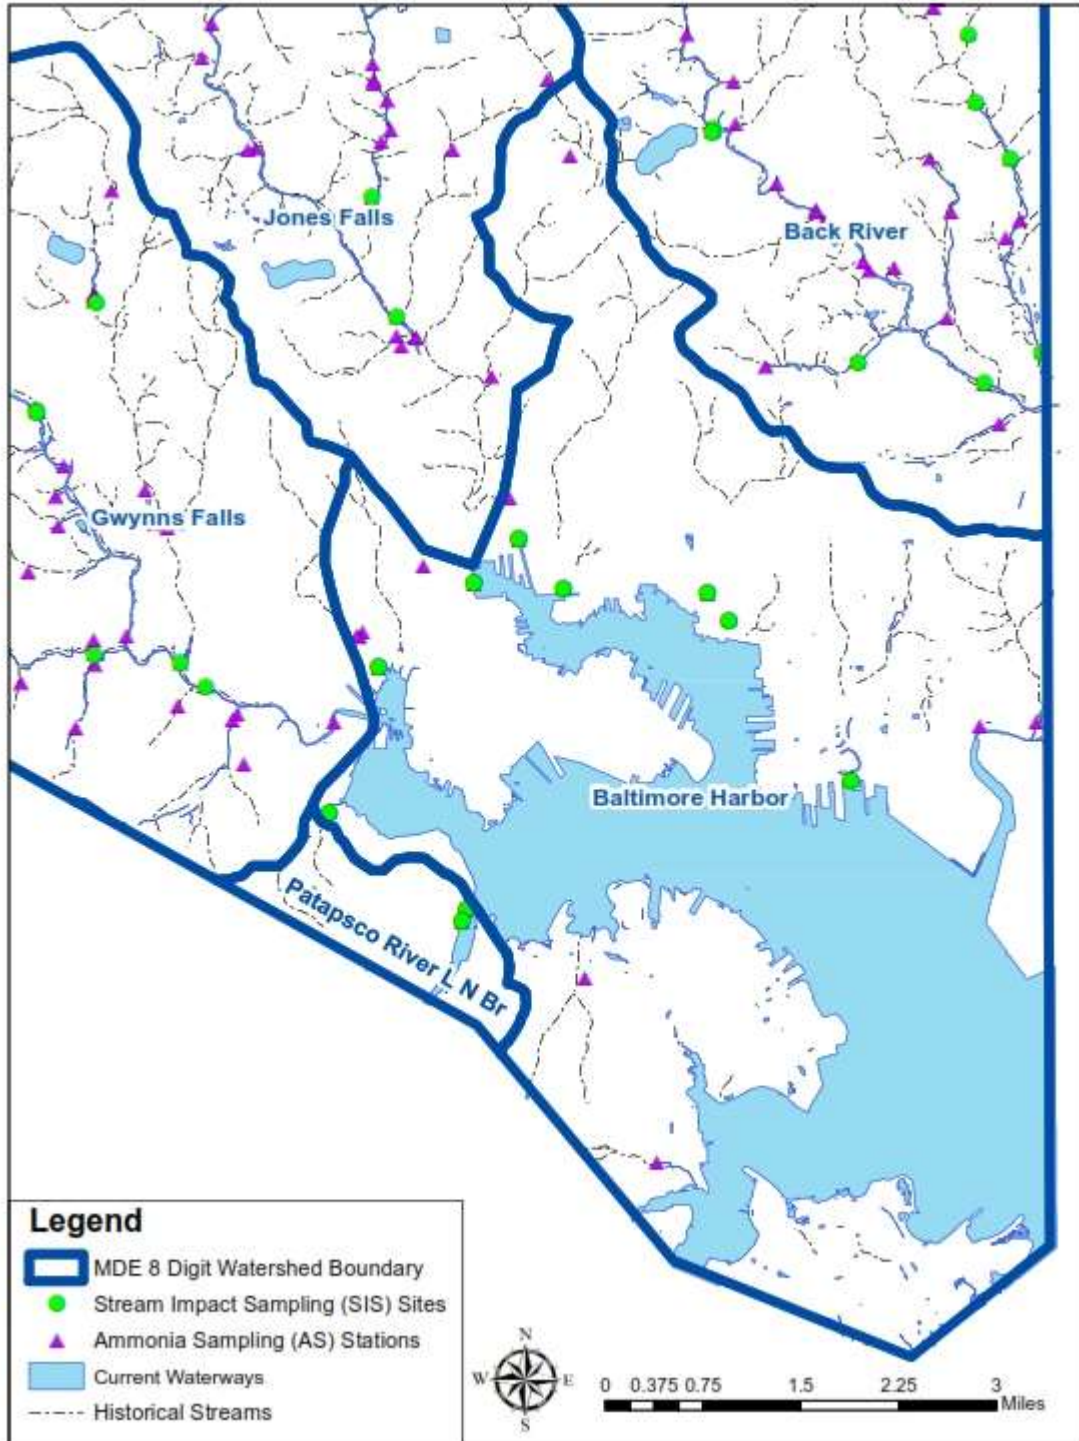 Jones Falls
Back River
Gwynns Falls
Baltimore Harbor
Patapsco River L N Br
Legend
MDE 8 Digit Watershed Boundary
Stream Impact Sampling (SIS) Sites
Ammonia Sampling (AS) Stations
Current Waterways
Historical Streams
N
W E
S
0 0.375 0.75 1.5 2.25 3
Miles